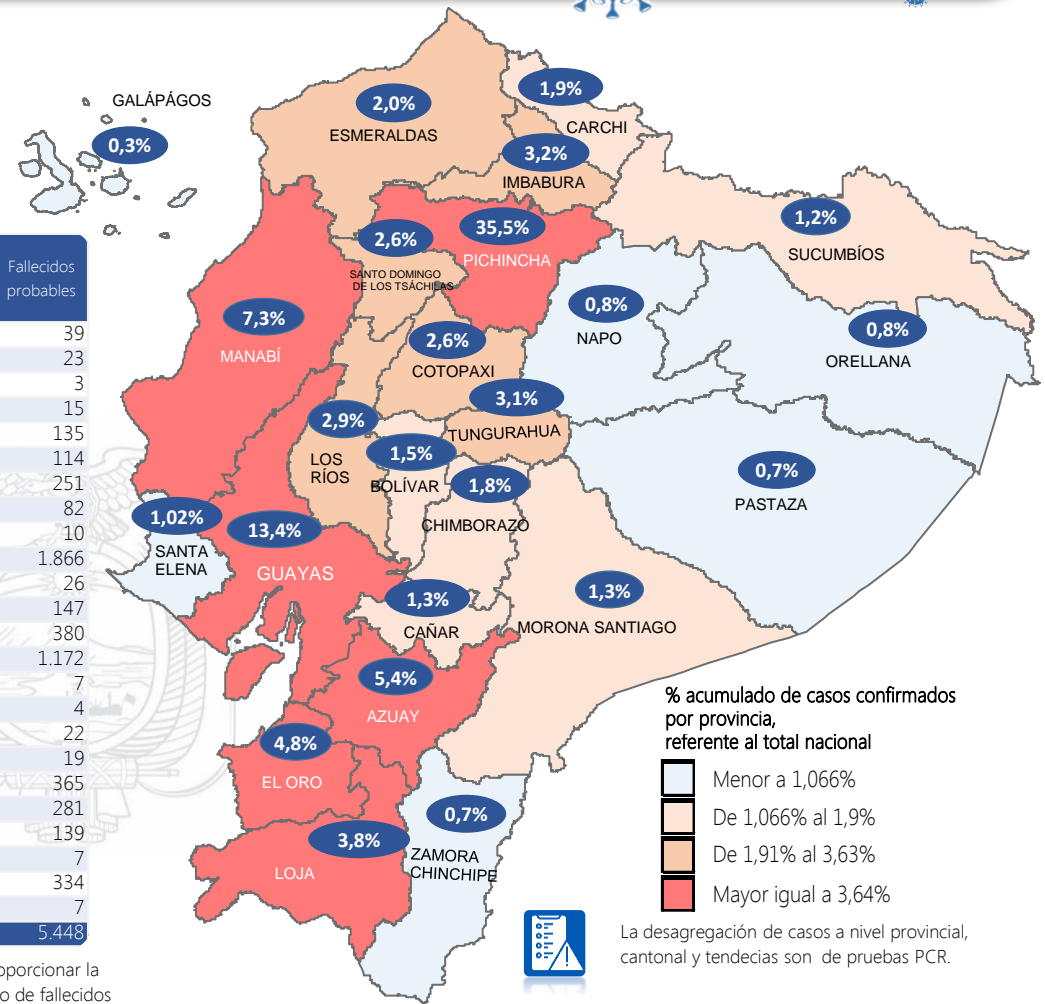 GALÁPÁGOS
0,3%
2,0%
ESMERALDAS
1,9%
CARCHI
3,2%
IMBABURA
1,2%
SUCUMBÍOS
35,5%
PICHINCHA
2,6%
SANTO DOMINGO
DE LOS TSÁCHILAS
7,3%
MANABÍ
0,8%
NAPO
0,8%
ORELLANA
2,6%
COTOPAXI
3,1%
TUNGURAHUA
2,9%
LOS
RÍOS
1,5%
BOLÍVAR
1,8%
CHIMBORAZO
0,7%
PASTAZA
1,02%
SANTA
ELENA
13,4%
GUAYAS
1,3%
CAÑAR
1,3%
MORONA SANTIAGO
5,4%
AZUAY
4,8%
EL ORO
3,8%
LOJA
0,7%
ZAMORA
CHINCHIPE
Fallecidos
probables
39
23
3
15
135
114
251
82
10
1.866
26
147
380
1.172
7
4
22
19
365
281
139
7
334
7
5.448
oporcionar la
o de fallecidos
% acumulado de casos confirmados
por provincia,
referente al total nacional
Menor a 1,066%
De 1,066% al 1,9%
De 1,91% al 3,63%
Mayor igual a 3,64%
La desagregación de casos a nivel provincial,
cantonal y tendecias son de pruebas PCR.